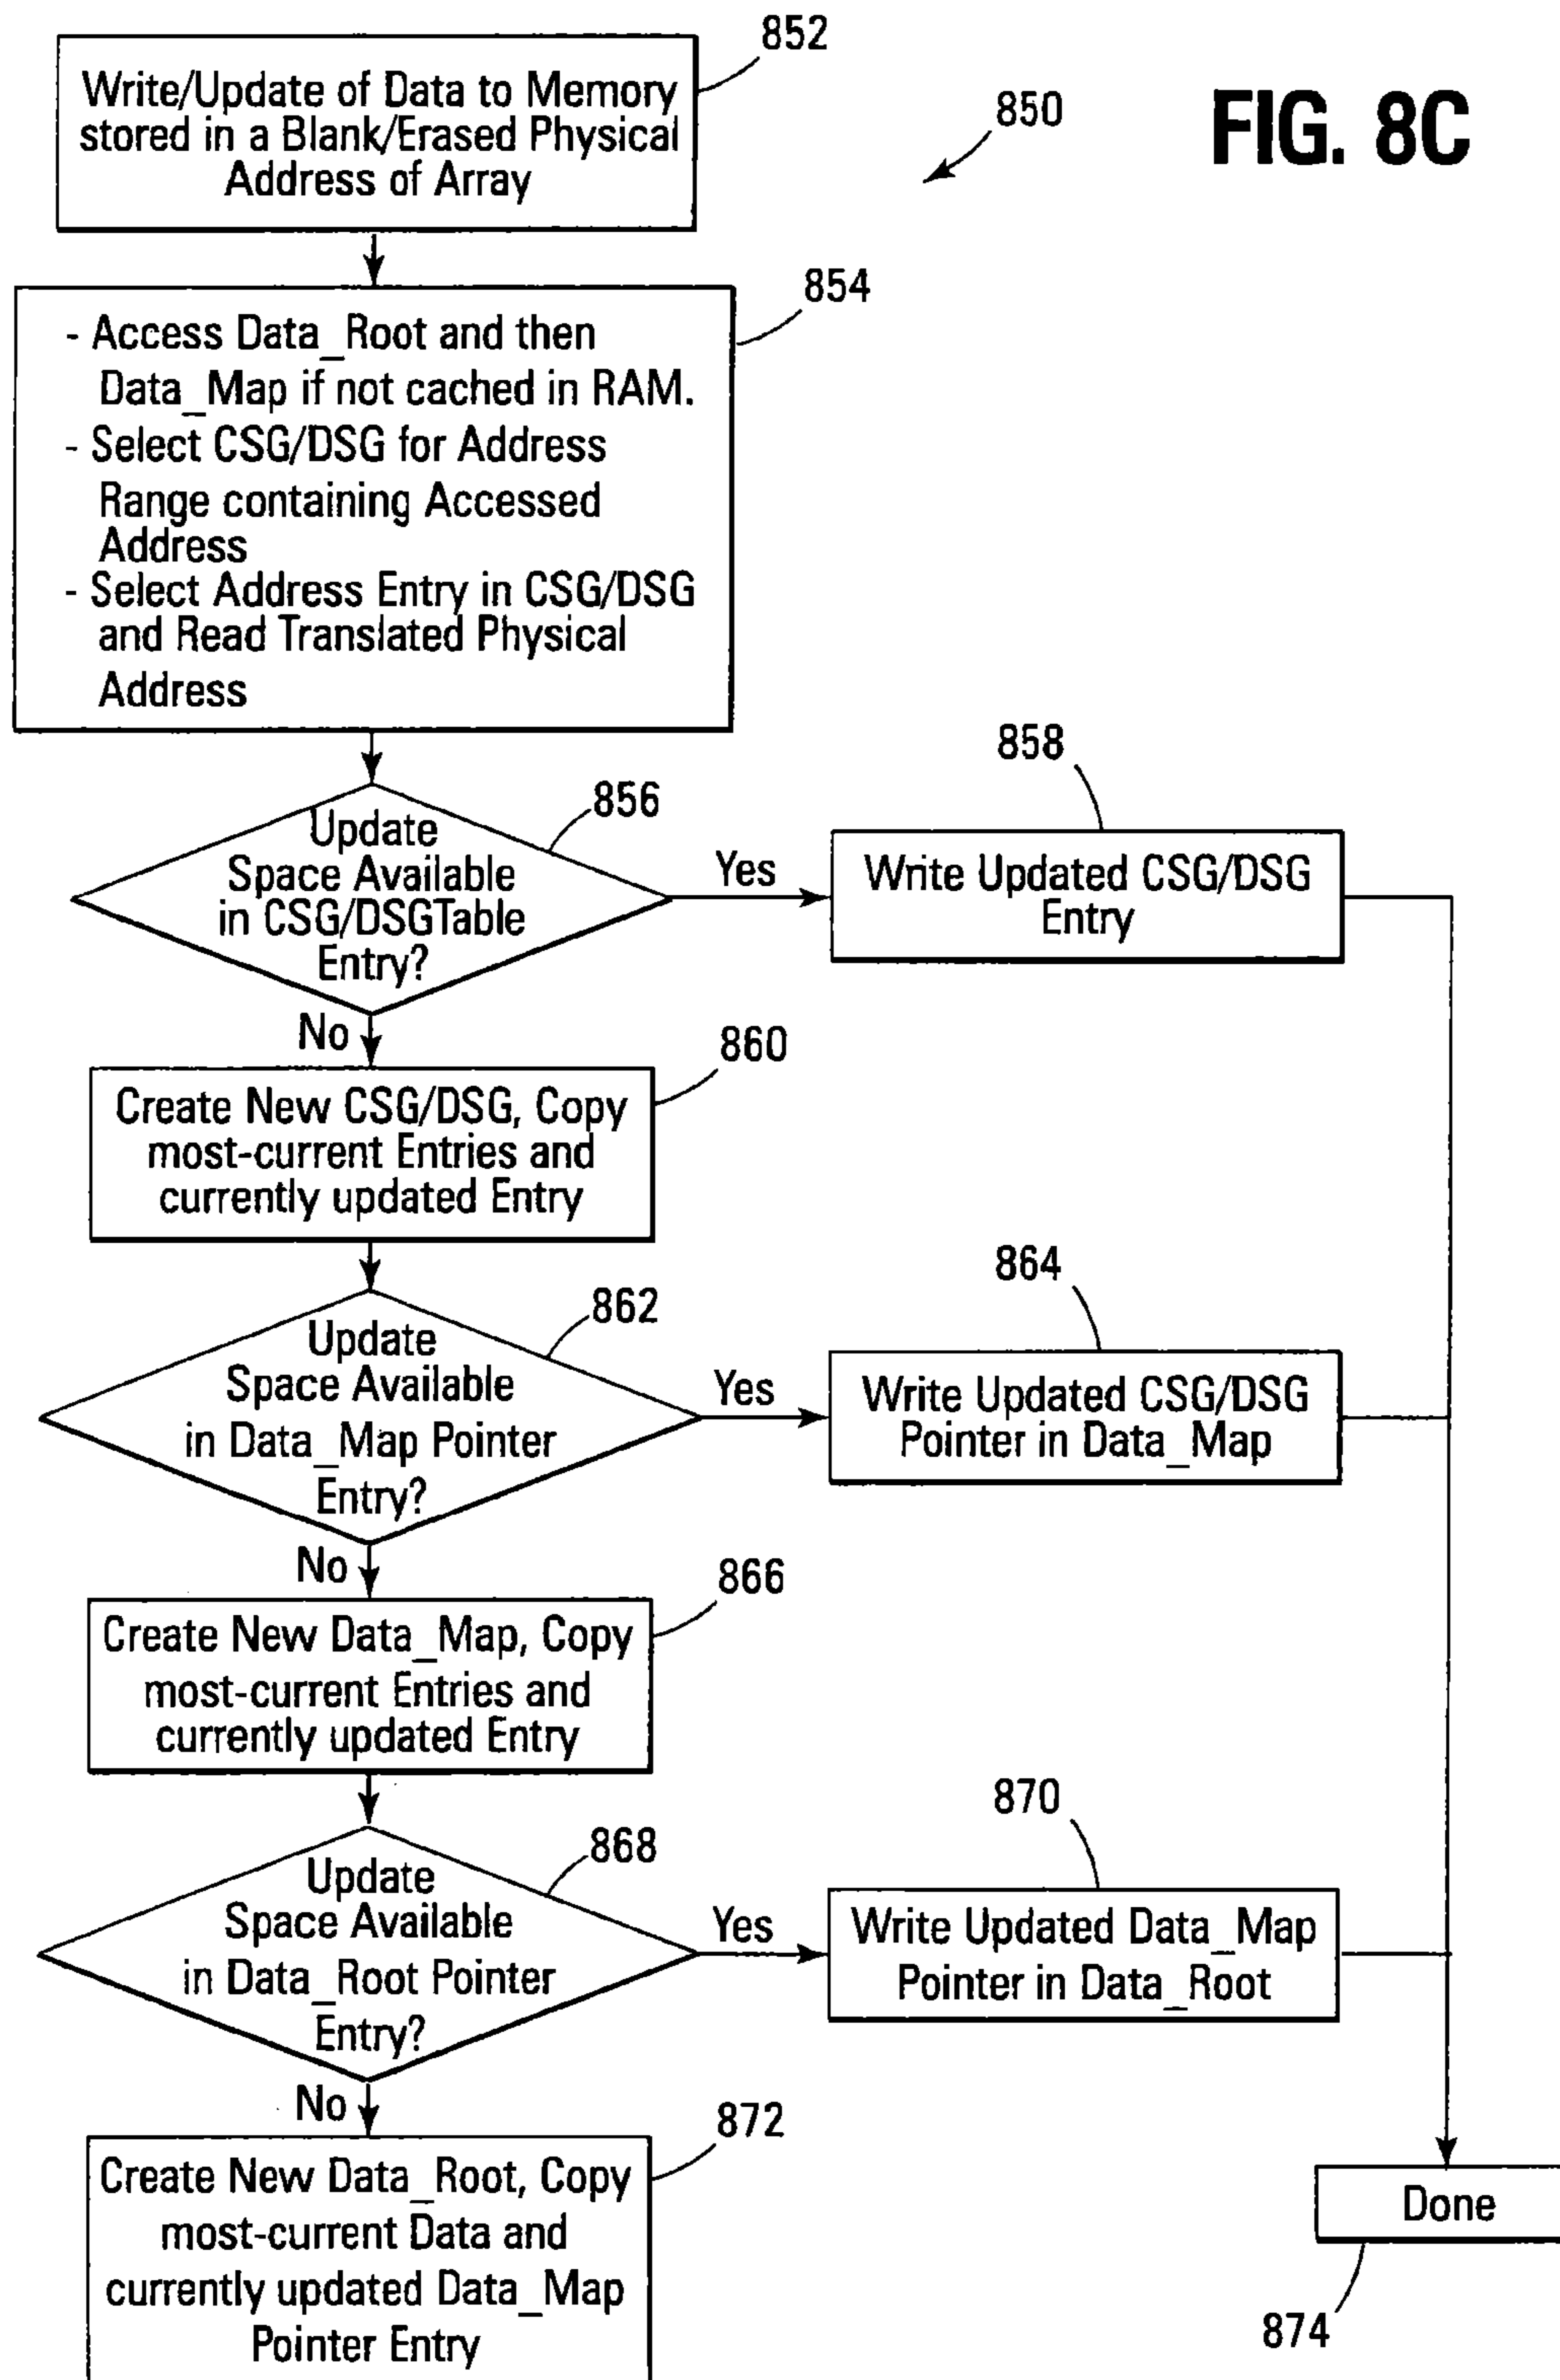 852
Write/Update of Data to Memory
stored in a Blank/Erased Physical
Address of Array
850
FIG. 8C
854
- Access Data_Root and then
Data_Map if not cached in RAM.
- Select CSG/DSG for Address
Range containing Accessed
Address
- Select Address Entry in CSG/DSG
and Read Translated Physical
Address
856
Update
Space Available
in CSG/DSGTable
Entry?
Yes
858
Write Updated CSG/DSG
Entry
No
860
Create New CSG/DSG, Copy
most-current Entries and
currently updated Entry
862
Update
Space Available
in Data_Map Pointer
Entry?
Yes
864
Write Updated CSG/DSG
Pointer in Data_Map
No
866
Create New Data_Map, Copy
most-current Entries and
currently updated Entry
868
Update
Space Available
in Data_Root Pointer
Entry?
Yes
870
Write Updated Data_Map
Pointer in Data_Root
No
872
Create New Data_Root, Copy
most-current Data and
currently updated Data_Map
Pointer Entry
Done
874